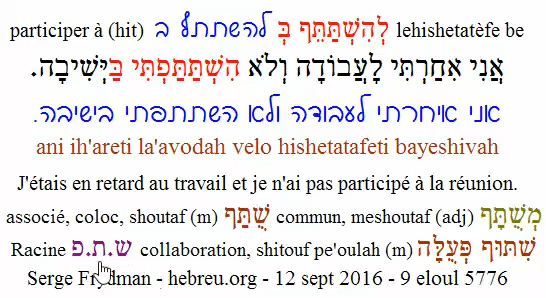 participer à (hit) להשתתף ב לְהִשְׁתַּתֵּף בְּ lehishetatèfe be
אֲנִי אִחַרְתִּי לָעֲבוֹדָה וְלֹא הִשְׁתַּתַּפְתִּי בַּיְּשִׁיבָה.
אני איחרתי לעבודה ולא השתתפתי בישיבה.
ani ih'areti la'avodah velo hishetatafeti bayeshivah
J'étais en retard au travail et je n'ai pas participé à la réunion.
associé, coloc, shoutaf (m) שֻׁתָּף commun, meshoutaf (adj) מְשֻׁתָּף
Racine ש.ת.פ collaboration, shitouf pe'oulah (m) שִׁתּוּף פְּעֻלָּה
Serge - hebreu.org - 12 sept 2016 - 9 eloul 5776